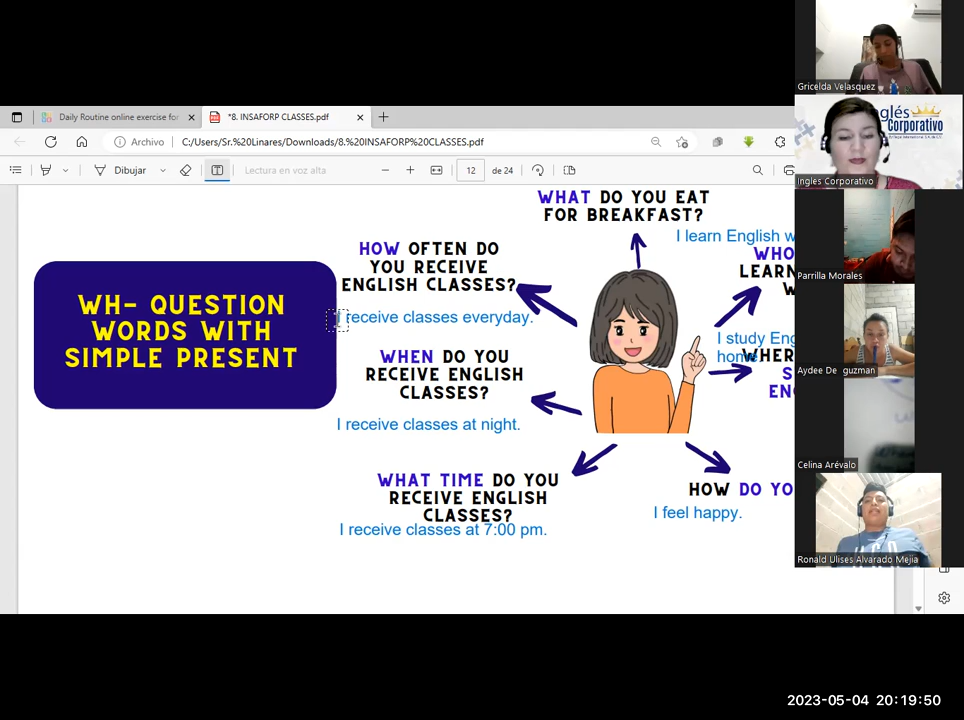 Daily Routine online exercise for
*8. INSAFORP CLASSES.pdf
Archivo
C:/Users/Sr.%20Linares/Downloads/8.%20INSAFORP%20CLASSES.pdf
Dibujar
Lectura en voz alta
12
de 24
WH- QUESTION
WORDS WITH
SIMPLE PRESENT
WHAT DO YOU EAT
FOR BREAKFAST?
I learn English w
WHO
LEARN
W
HOW OFTEN DO
YOU RECEIVE
ENGLISH CLASSES?
I receive classes everyday.
I study Eng
home
WHER
S
EN
WHEN DO YOU
RECEIVE ENGLISH
CLASSES?
I receive classes at night.
WHAT TIME DO YOU
RECEIVE ENGLISH
CLASSES?
I receive classes at 7:00 pm.
HOW DO YO
I feel happy.
Gricelda Velasquez
nglés
Corporativo
Inglés Corporativo
Parrilla Morales
Aydee De guzman
Celina Arévalo
Ronald Ulises Alvarado Mejia
2023-05-04 20:19:50